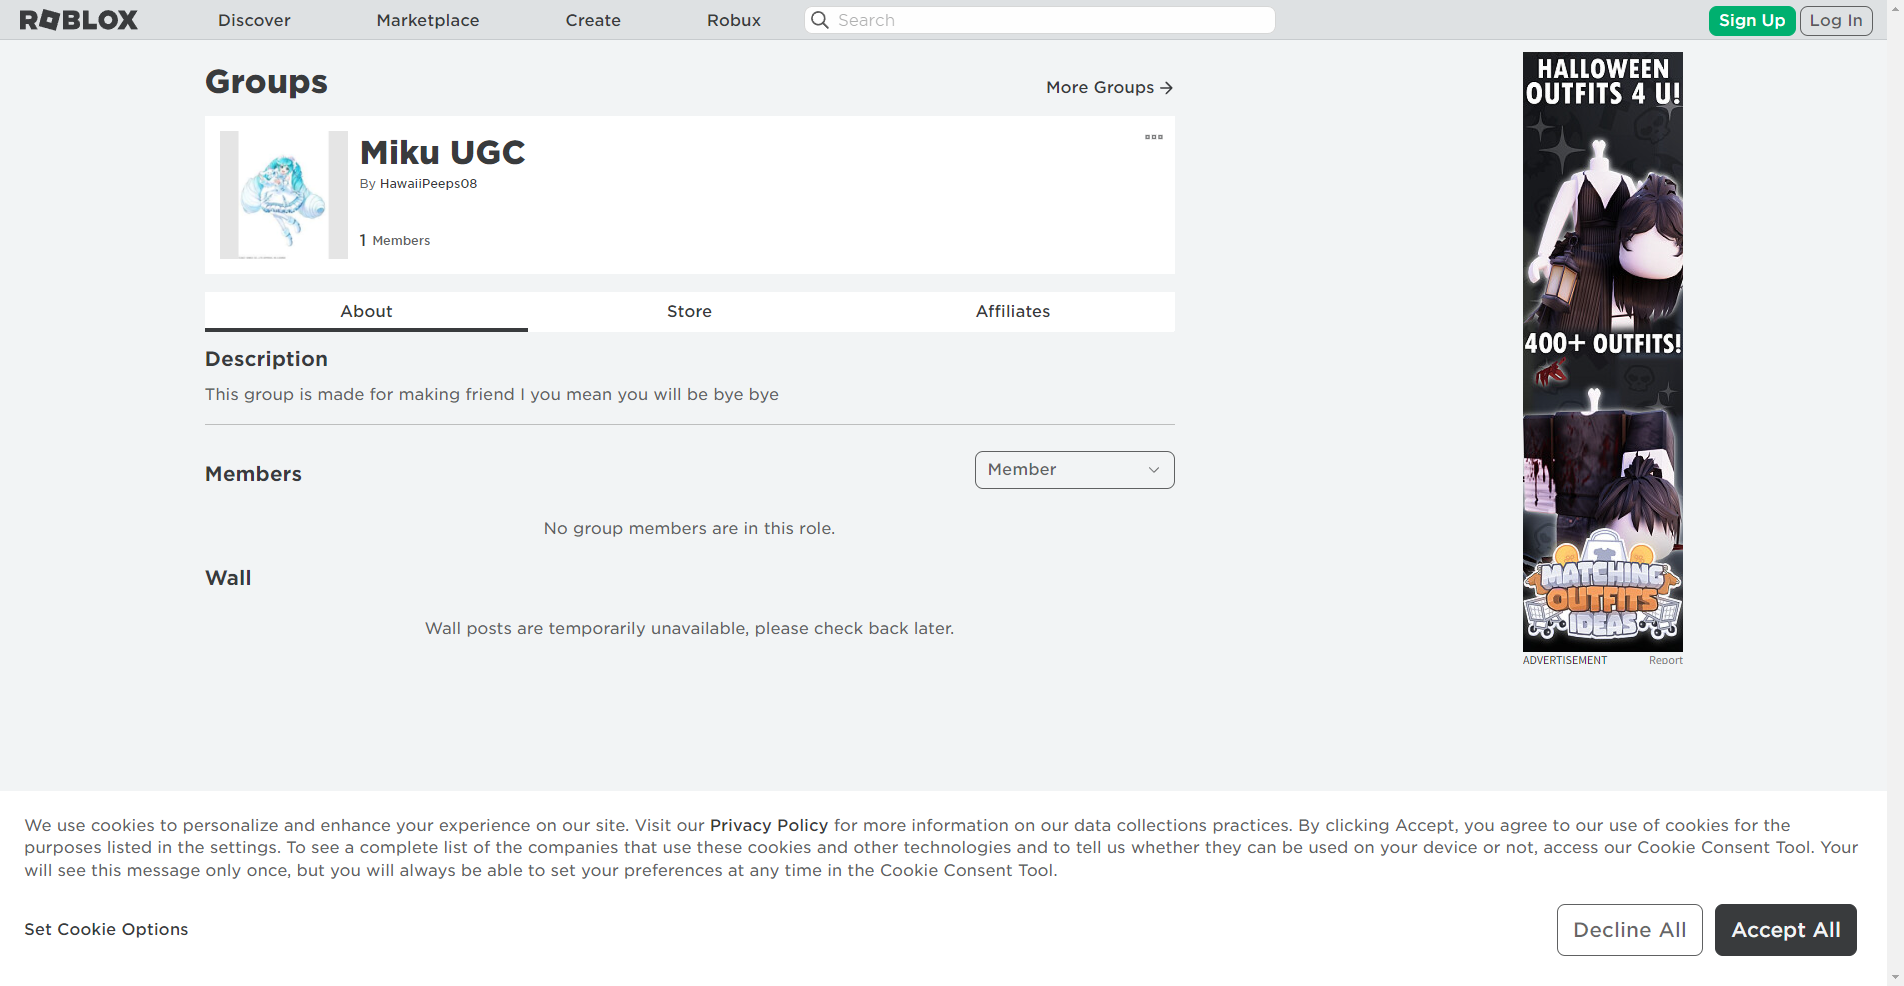 ROBLOX
Discover
Marketplace
Create
Robux
Search
Sign Up
Log In
Groups
More Groups
Miku UGC
By HawaiiPeeps08
1 Members
About
Store
Affiliates
Description
This group is made for making friend I you mean you will be bye bye
Members
Member
No group members are in this role.
Wall
Wall posts are temporarily unavailable, please check back later.
HALLOWEEN
OUTFITS 4 U!
400+ OUTFITS!
MATCHING
OUTFITS
IDEAS
ADVERTISEMENT
Report
We use cookies to personalize and enhance your experience on our site. Visit our Privacy Policy for more information on our data collections practices. By clicking Accept, you agree to our use of cookies for the
purposes listed in the settings. To see a complete list of the companies that use these cookies and other technologies and to tell us whether they can be used on your device or not, access our Cookie Consent Tool. Your
will see this message only once, but you will always be able to set your preferences at any time in the Cookie Consent Tool.
Set Cookie Options
Decline All
Accept All